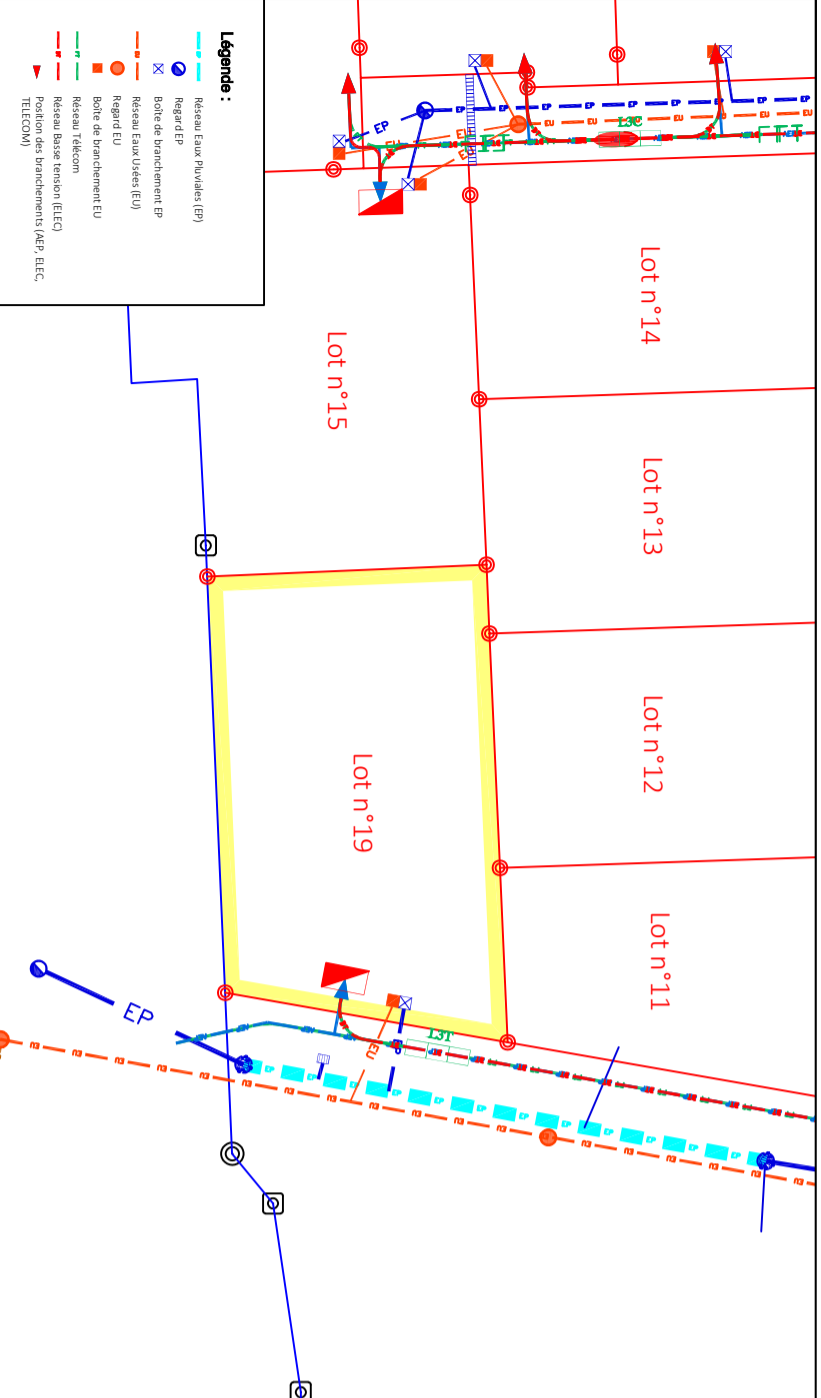 Légende :
Réseau Eaux Pluviales (EP)
Regard EP
Boîte de branchement EP
Réseau Eaux Usées (EU)
Regard EU
Boîte de branchement EU
Réseau Télécom
Réseau Basse tension (ELEC)
Position des branchements (AEP, ELEC,
TELECOM)
Lot n°14
Lot n°13
Lot n°12
Lot n°11
Lot n°15
Lot n°19
L3C
L3T
EP
EP
EP
EU
EU